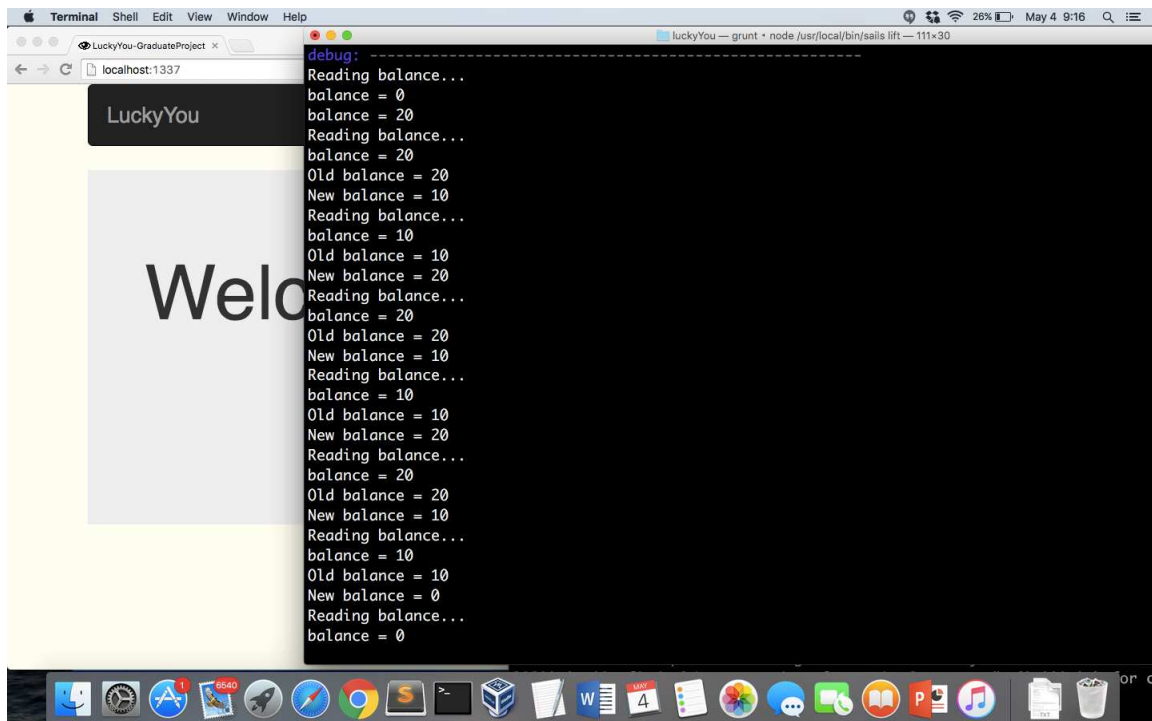 Terminal Shell Edit View Window Help 26% May 4 9:16
LuckyYou-GraduateProject
luckyYou — grunt • node /usr/local/bin/sails lift — 111×30
localhost:1337
LuckyYou
Welc
debug: --------------------------------------------------------------
Reading balance...
balance = 0
balance = 20
Reading balance...
balance = 20
Old balance = 20
New balance = 10
Reading balance...
balance = 10
Old balance = 10
New balance = 20
Reading balance...
balance = 20
Old balance = 20
New balance = 10
Reading balance...
balance = 10
Old balance = 10
New balance = 20
Reading balance...
balance = 20
Old balance = 20
New balance = 10
Reading balance...
balance = 10
Old balance = 10
New balance = 0
Reading balance...
balance = 0
or
1
6540
S
>_
W
MAY
4
P
TXT